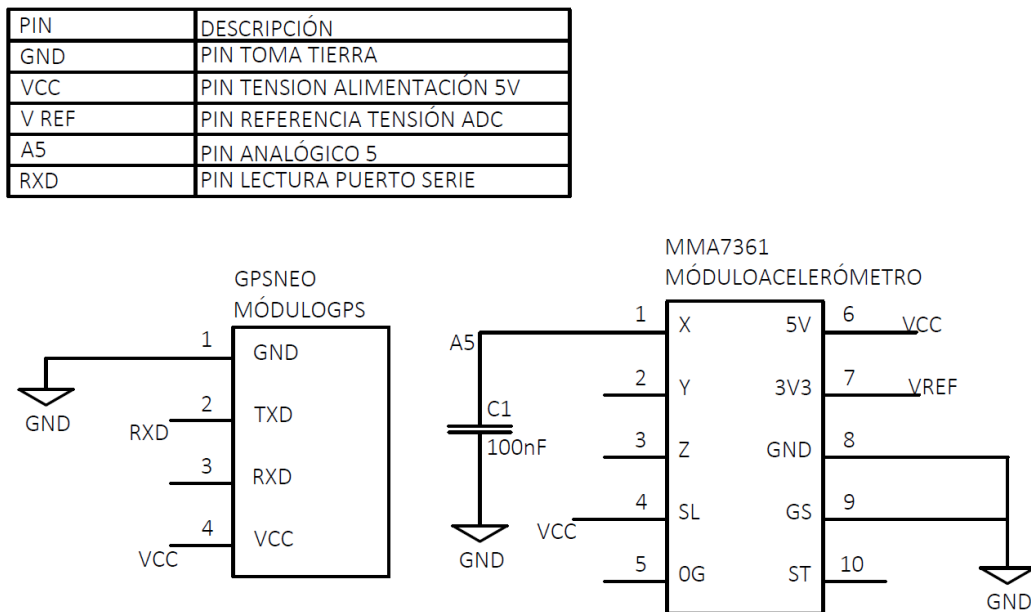 PIN DESCRIPCIÓN
GND PIN TOMA TIERRA
VCC PIN TENSION ALIMENTACIÓN 5V
V REF PIN REFERENCIA TENSIÓN ADC
A5 PIN ANALÓGICO 5
RXD PIN LECTURA PUERTO SERIE
GPSNEO
MÓDULOGPS
1 GND
GND
2 TXD
RXD
3 RXD
4 VCC
VCC
MMA7361
MÓDULOACELERÓMETRO
1 X 5V 6 VCC
A5
2 Y 3V3 7 VREF
C1
100nF
3 Z GND 8
4 SL GS 9
VCC
GND
5 0G ST 10
GND